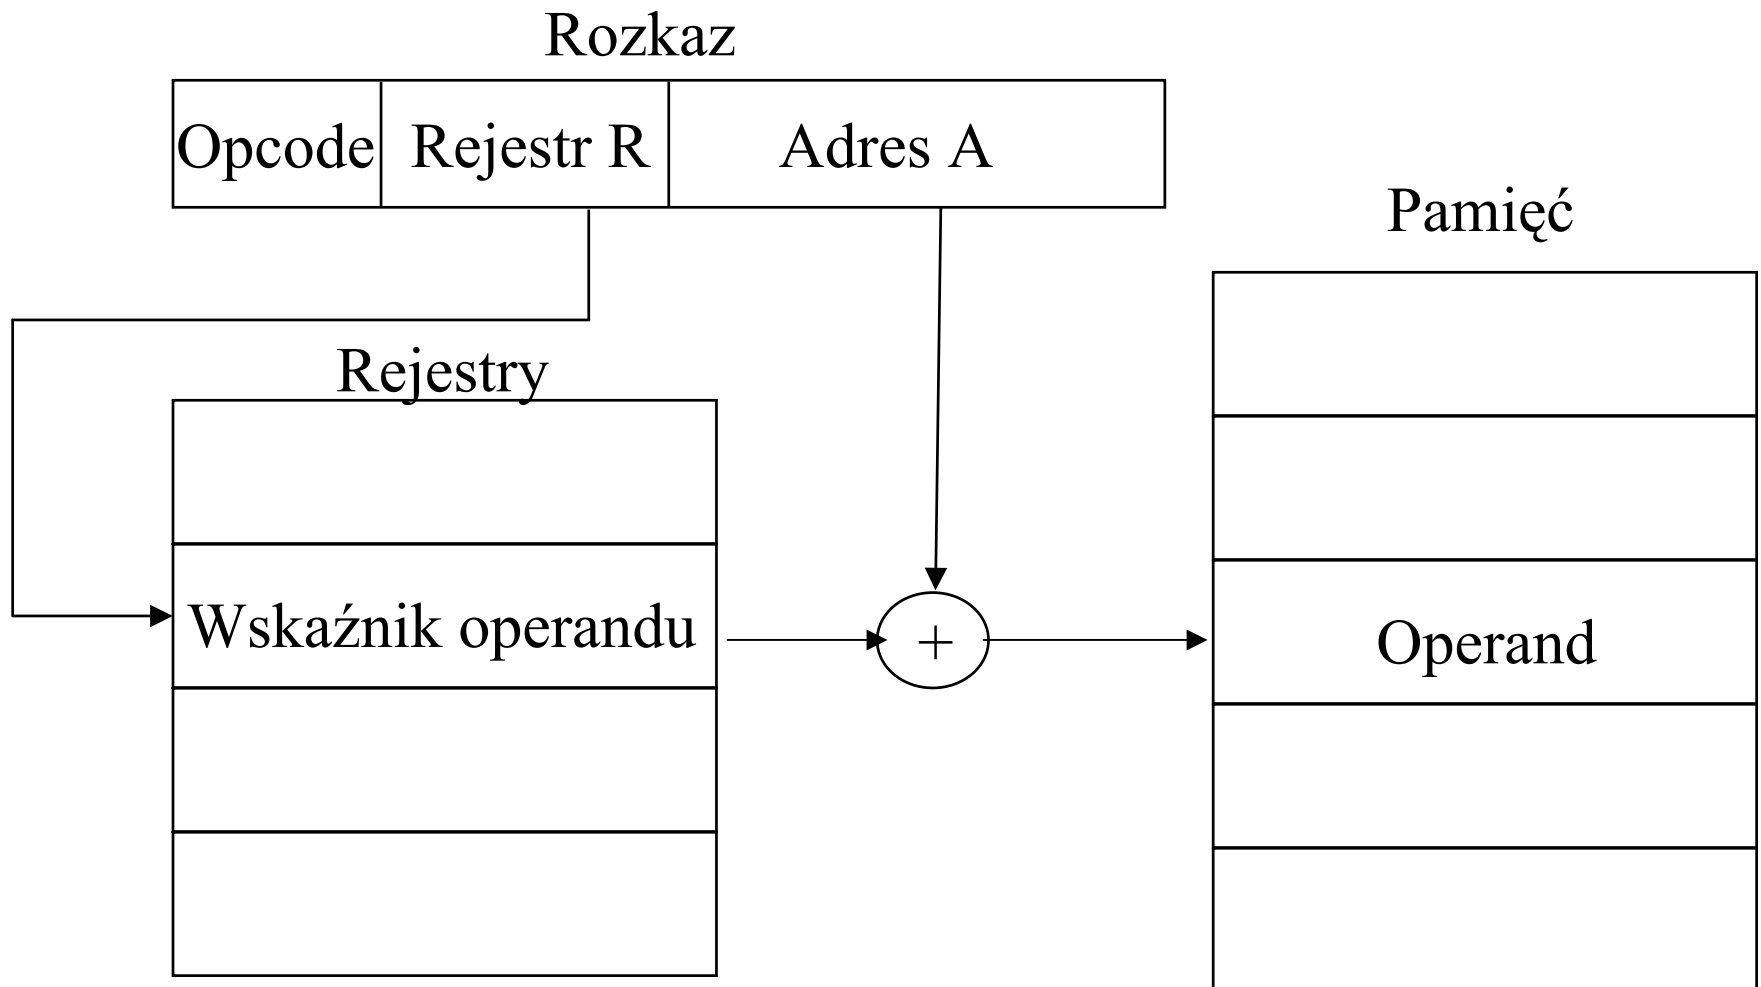 Rozkaz
Opcode
Rejestr R
Adres A
Pamięć
Rejestry
Wskaźnik operandu
+
Operand